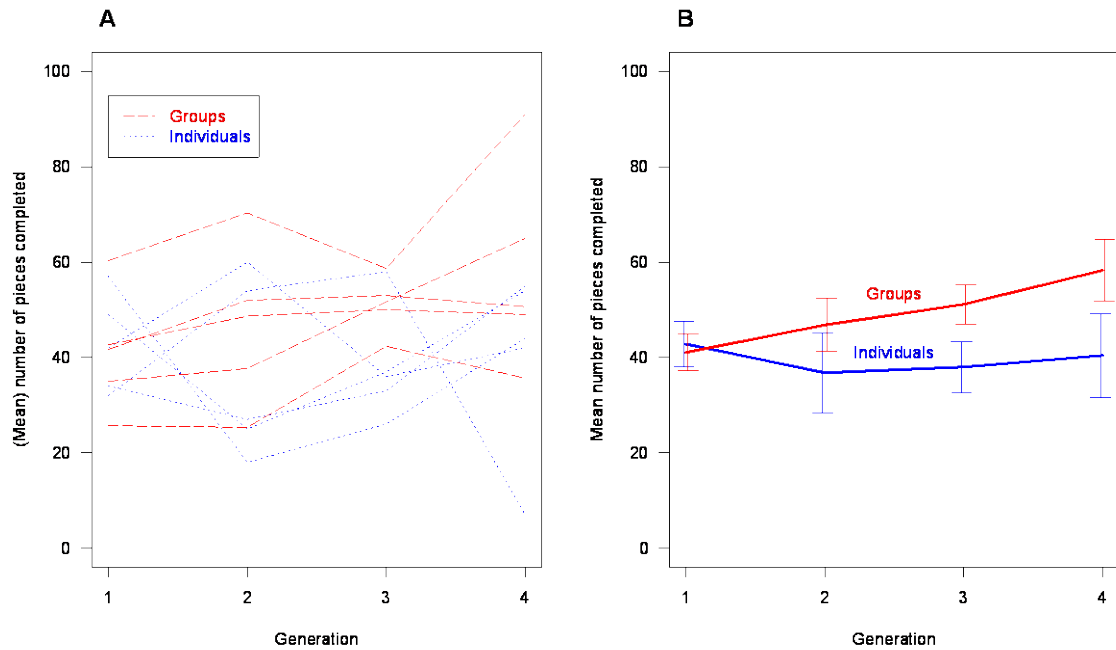 A
(Mean) number of pieces completed
100
80
60
40
20
0
Groups
Individuals
1 2 3 4
Generation
B
Mean number of pieces completed
100
80
60
40
20
0
Groups
Individuals
1 2 3 4
Generation